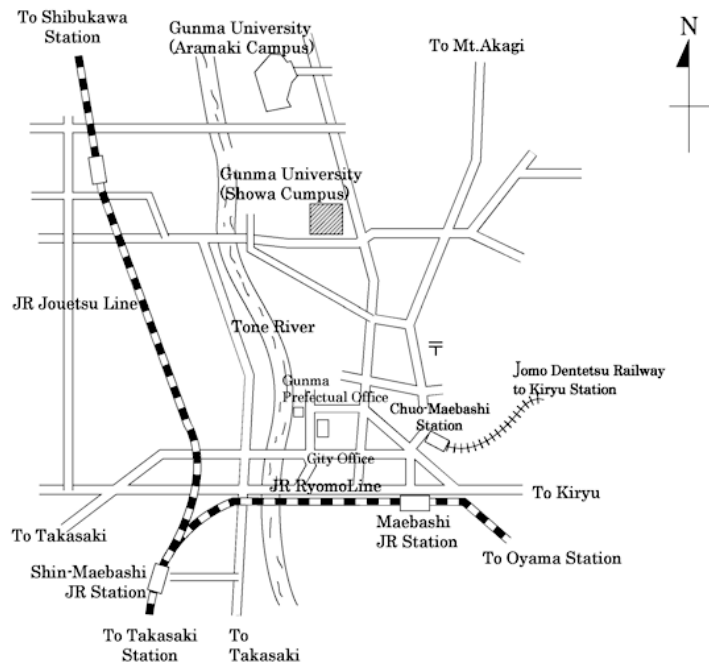 To Shibukawa
Station
Gunma University
(Aramaki Campus)
To Mt.Akagi
N
Gunma University
(Showa Campus)
JR Jouetsu Line
Tone River
〒
Jomo Dentetsu Railway
to Kiryu Station
Gunma
Prefectual Office
Chuo-Maebashi
Station
City Office
JR RyomoLine
To Kiryu
To Takasaki
Maebashi
JR Station
To Oyama Station
Shin-Maebashi
JR Station
To Takasaki
Station
To
Takasaki